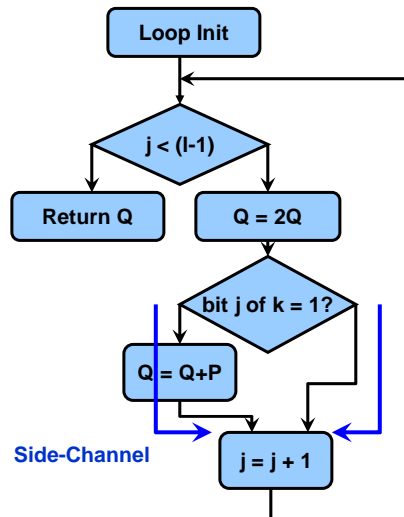 Loop Init
j < (l-1)
Return Q
Q = 2Q
bit j of k = 1?
Q = Q+P
Side-Channel
j = j + 1